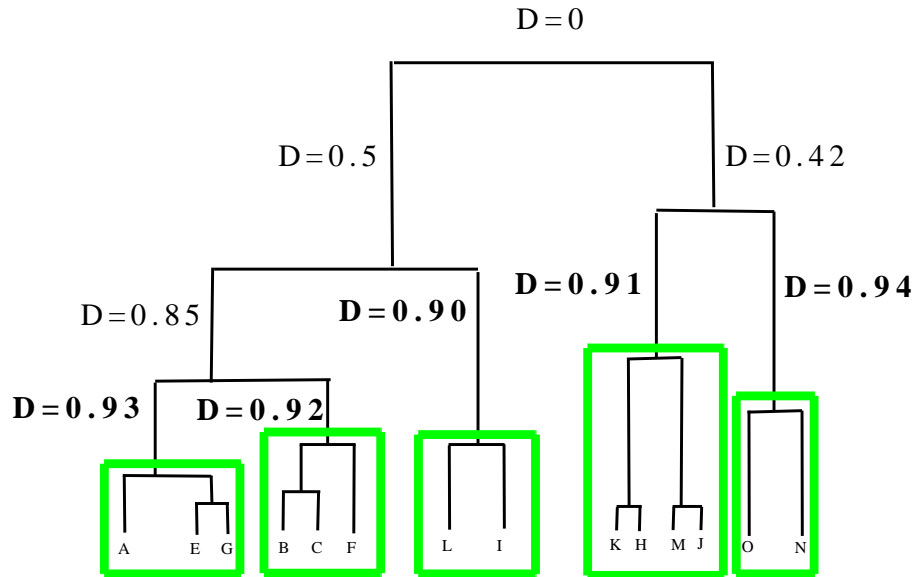 D=0
D=0.5
D=0.42
D=0.91
D=0.94
D=0.90
D=0.85
D=0.93
D=0.92
A E G B C F L I K H M J O N